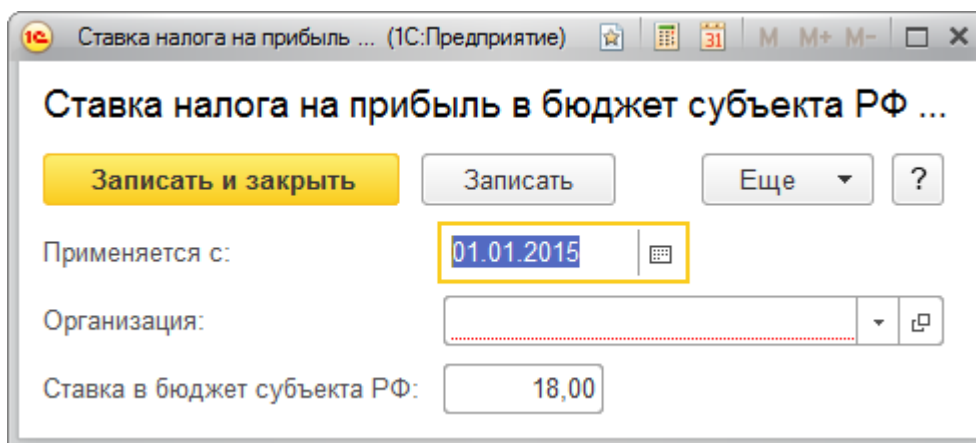 1С Ставка налога на прибыль ... (1С:Предприятие) 31 M M+ M-
Ставка налога на прибыль в бюджет субъекта РФ ...
Записать и закрыть Записать Еще ?
Применяется с: 01.01.2015
Организация:
Ставка в бюджет субъекта РФ: 18,00